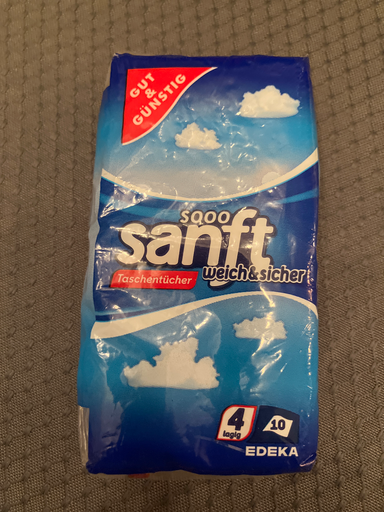 GUT
&
GÜNSTIG
sooo
sanft
weich&sicher
Taschentücher
4
lagig
10
EDEKA